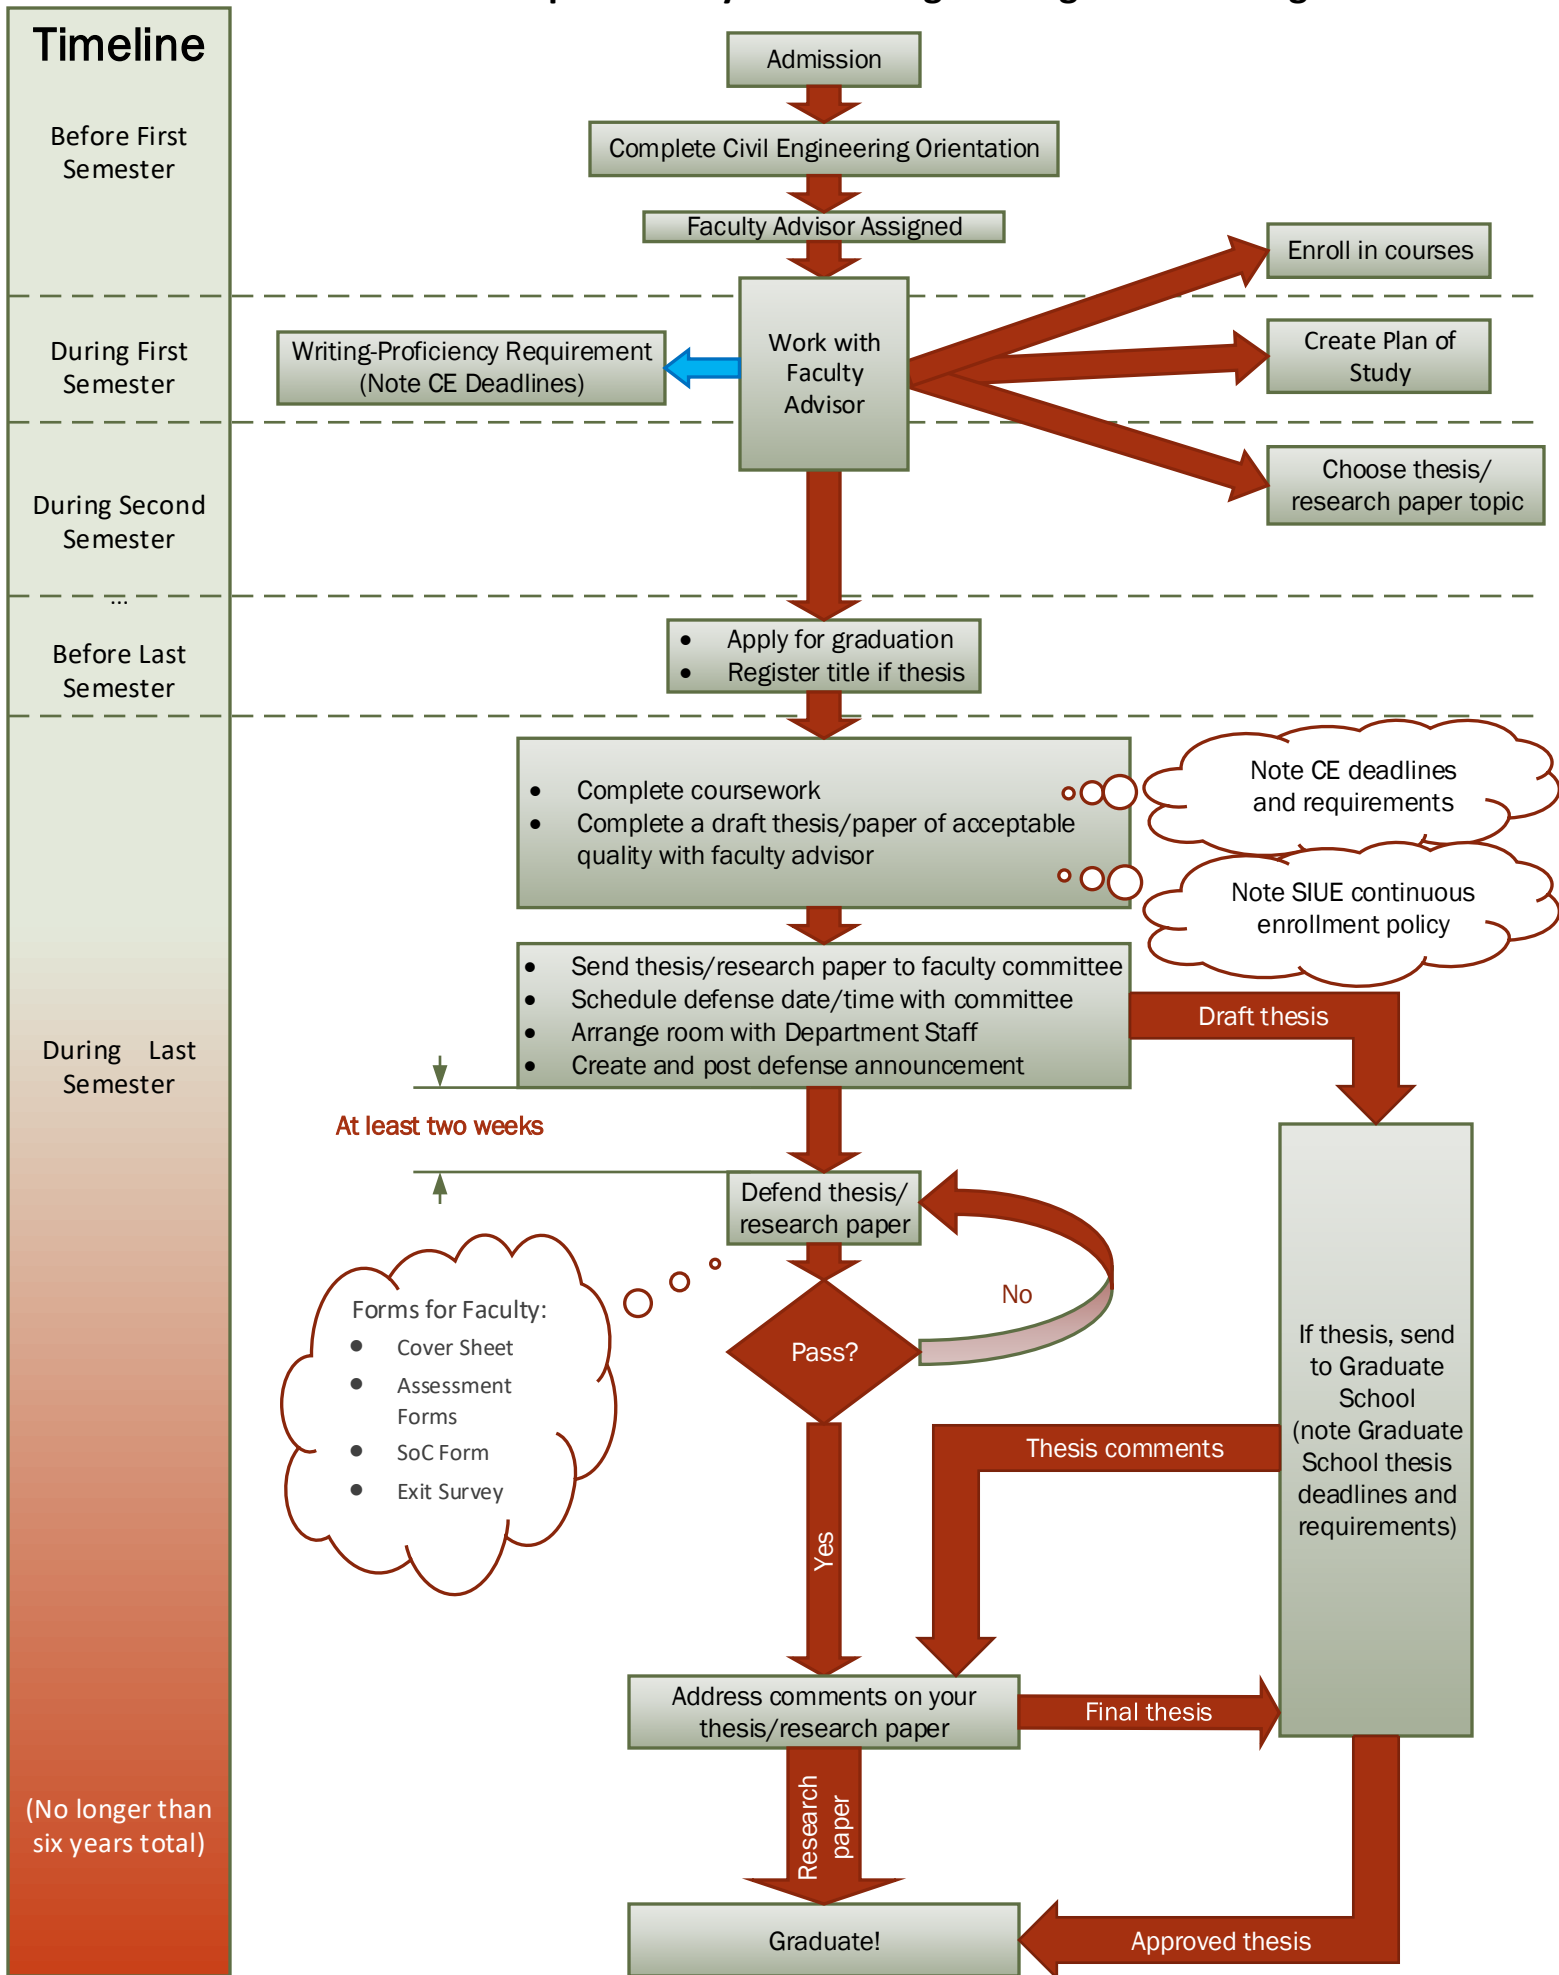 Timeline
Before First
Semester
During First
Semester
During Second
Semester
...
Before Last
Semester
During Last
Semester
(No longer than
six years total)
Admission
Complete Civil Engineering Orientation
Faculty Advisor Assigned
Work with
Faculty
Advisor
Enroll in courses
Create Plan of
Study
Choose thesis/
research paper topic
Writing-Proficiency Requirement
(Note CE Deadlines)
• Apply for graduation
• Register title if thesis
• Complete coursework
• Complete a draft thesis/paper of acceptable
quality with faculty advisor
Note CE deadlines
and requirements
Note SIUE continuous
enrollment policy
• Send thesis/research paper to faculty committee
• Schedule defense date/time with committee
• Arrange room with Department Staff
• Create and post defense announcement
Draft thesis
At least two weeks
Defend thesis/
research paper
Forms for Faculty:
• Cover Sheet
• Assessment
Forms
• SoC Form
• Exit Survey
Pass?
No
Yes
If thesis, send
to Graduate
School
(note Graduate
School thesis
deadlines and
requirements)
Thesis comments
Address comments on your
thesis/research paper
Final thesis
Research
paper
Approved thesis
Graduate!